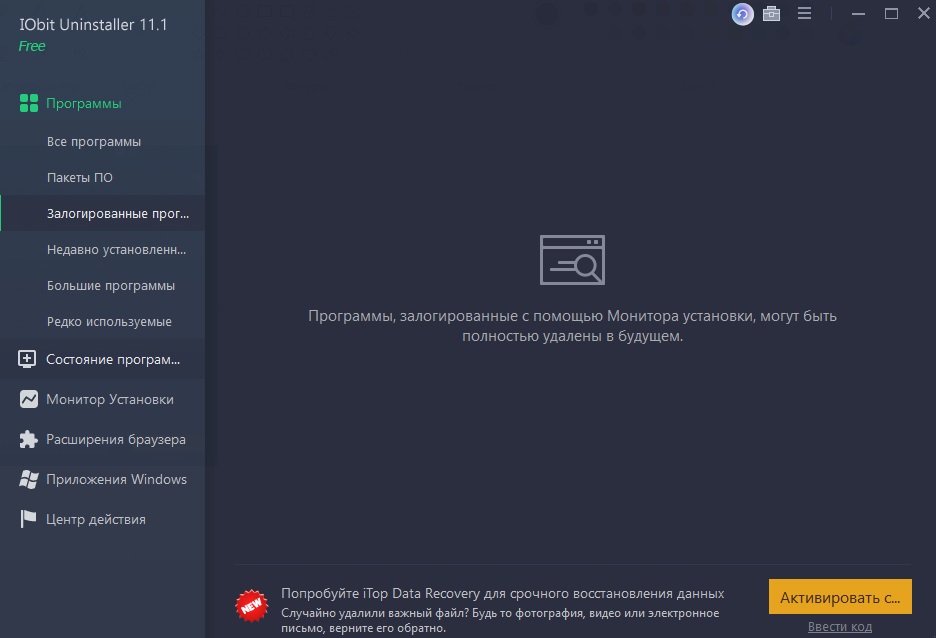 IObit Uninstaller 11.1
Free
Программы
Все программы
Пакеты ПО
Залогированные прог...
Недавно установленн...
Большие программы
Редко используемые
Состояние програм...
Монитор Установки
Расширения браузера
Приложения Windows
Центр действия
Программы, залогированные с помощью Монитора установки, могут быть
полностью удалены в будущем.
NEW
Попробуйте iTop Data Recovery для срочного восстановления данных
Случайно удалили важный файл? Будь то фотография, видео или электронное
письмо, верните его обратно.
Активировать с...
Ввести код